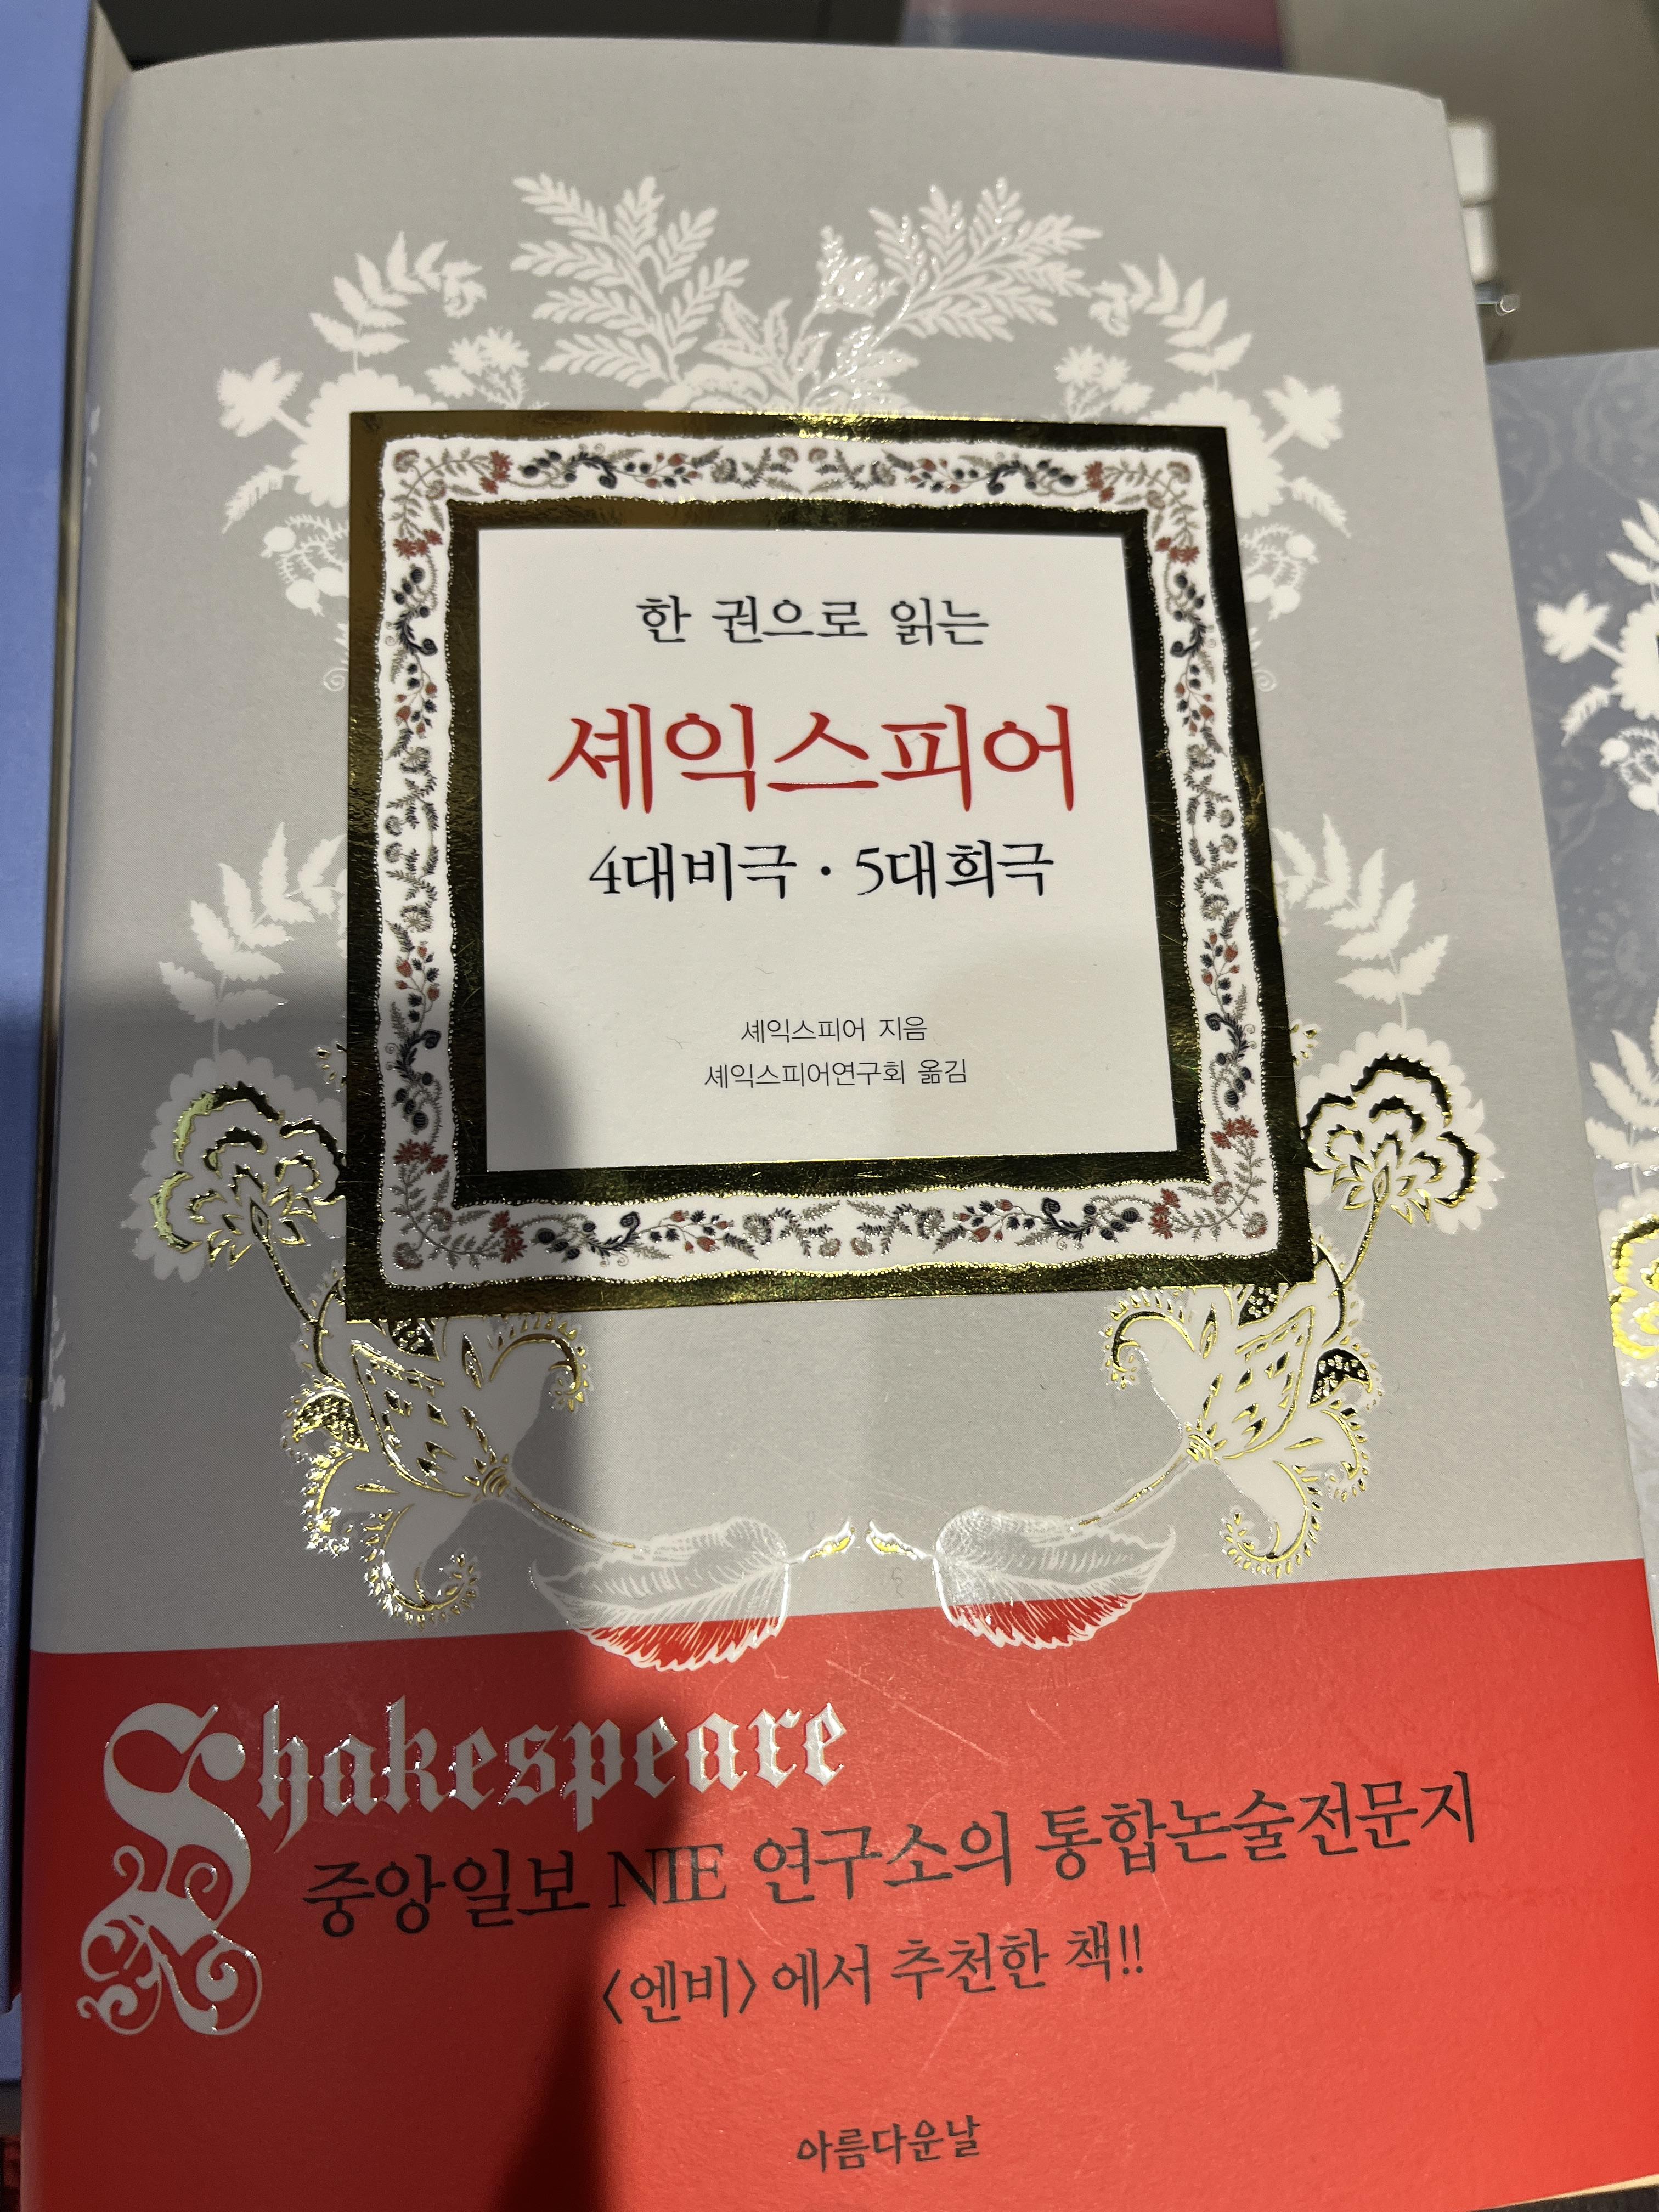 한 권으로 읽는
셰익스피어
4대비극 · 5대희극
셰익스피어 지음
셰익스피어연구회 옮김
Shakespeare
중앙일보 NIE 연구소의 통합논술전문지
<엔비>에서 추천한 책!!
아름다운날